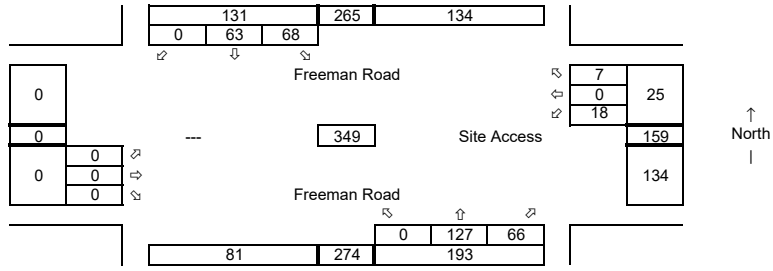 131 265 134
0 63 68
⬃ ⇩ ⬂
Freeman Road ⬁ 7
0 ⇦ 0 25
⬃ 18 ↑
0 --- 349 Site Access 159 North
0 ⬀ |
0 0 ⇨ 134
0 ⬂ Freeman Road
⬁ ⇧ ⬀
0 127 66
81 274 193